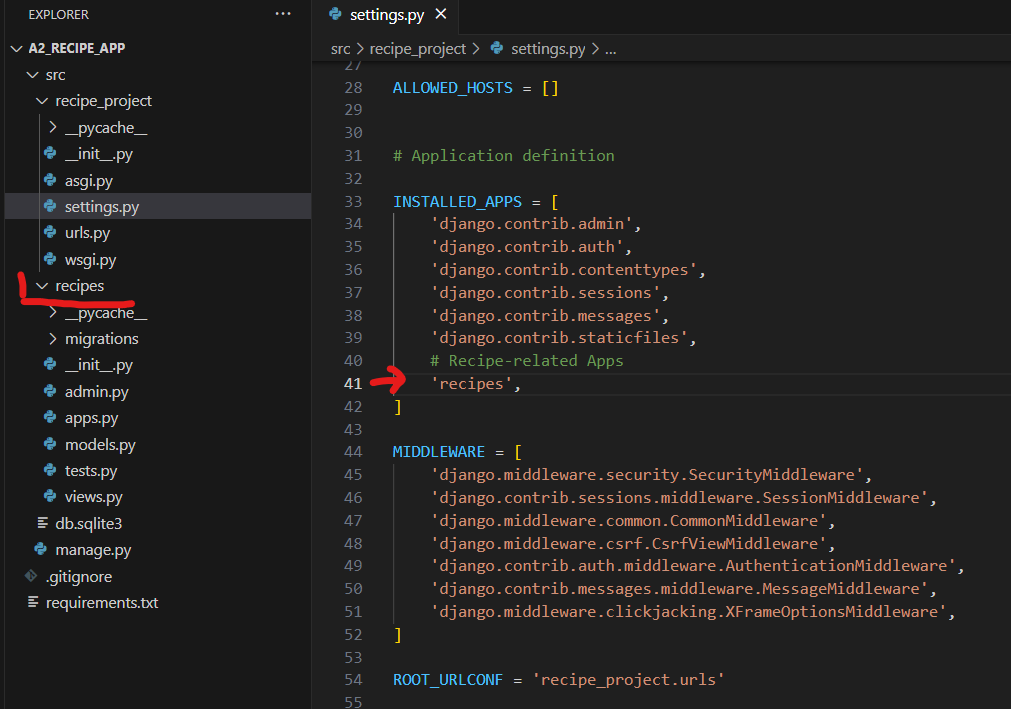 EXPLORER
...
A2_RECIPE_APP
src
recipe_project
__pycache__
__init__.py
asgi.py
settings.py
urls.py
wsgi.py
recipes
__pycache__
migrations
__init__.py
admin.py
apps.py
models.py
tests.py
views.py
db.sqlite3
manage.py
.gitignore
requirements.txt
settings.py
src > recipe_project > settings.py > ...
27
28 ALLOWED_HOSTS = []
29
30
31 # Application definition
32
33 INSTALLED_APPS = [
34 'django.contrib.admin',
35 'django.contrib.auth',
36 'django.contrib.contenttypes',
37 'django.contrib.sessions',
38 'django.contrib.messages',
39 'django.contrib.staticfiles',
40 # Recipe-related Apps
41 'recipes',
42 ]
43
44 MIDDLEWARE = [
45 'django.middleware.security.SecurityMiddleware',
46 'django.contrib.sessions.middleware.SessionMiddleware',
47 'django.middleware.common.CommonMiddleware',
48 'django.middleware.csrf.CsrfViewMiddleware',
49 'django.contrib.auth.middleware.AuthenticationMiddleware',
50 'django.contrib.messages.middleware.MessageMiddleware',
51 'django.middleware.clickjacking.XFrameOptionsMiddleware',
52 ]
53
54 ROOT_URLCONF = 'recipe_project.urls'
55